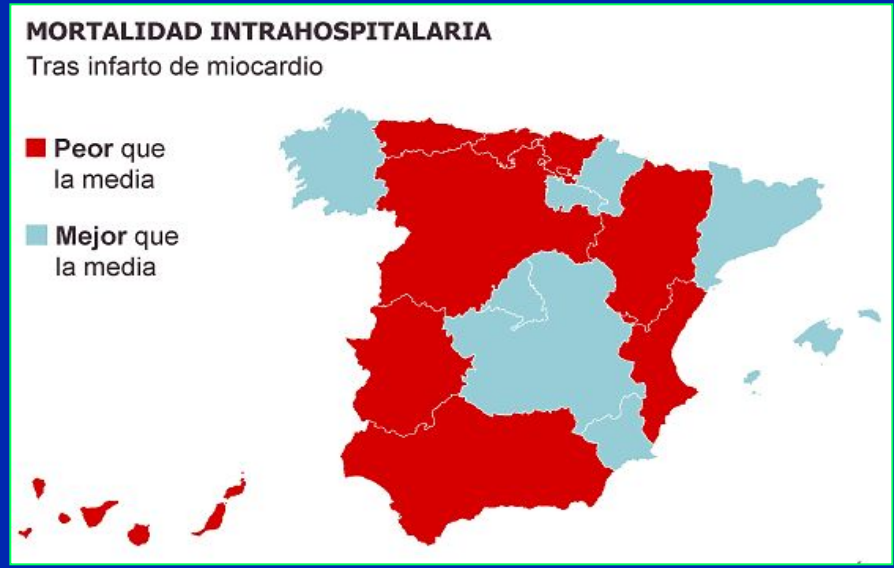 MORTALIDAD INTRAHOSPITALARIA
Tras infarto de miocardio
Peor que
la media
Mejor que
la media